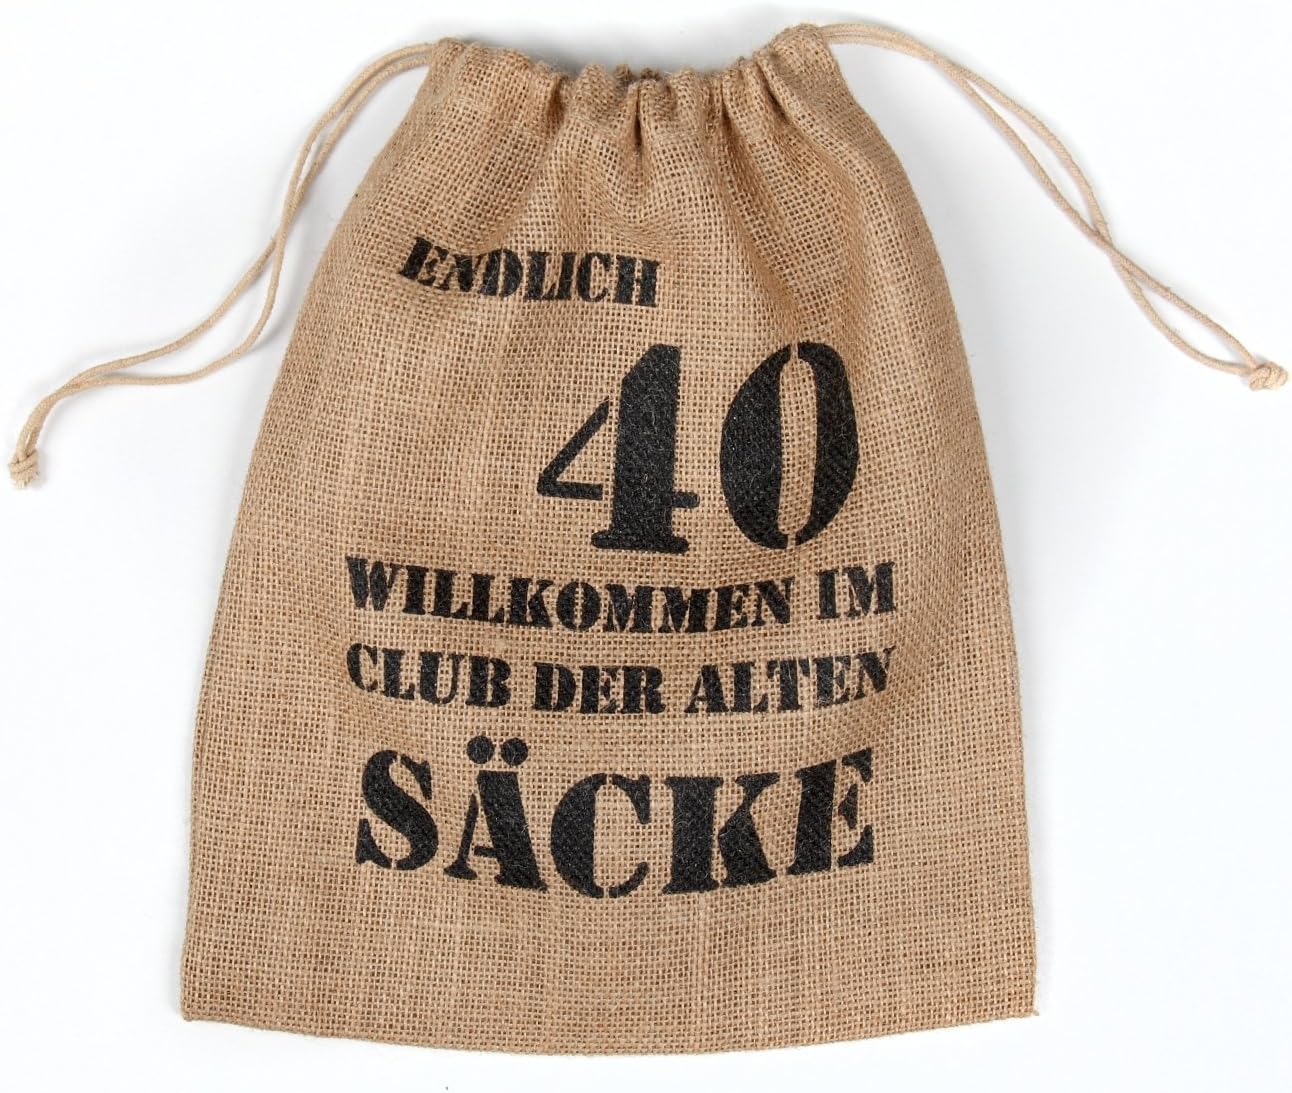 ENDLICH
40
WILLKOMMEN IM
CLUB DER ALTEN
SÄCKE